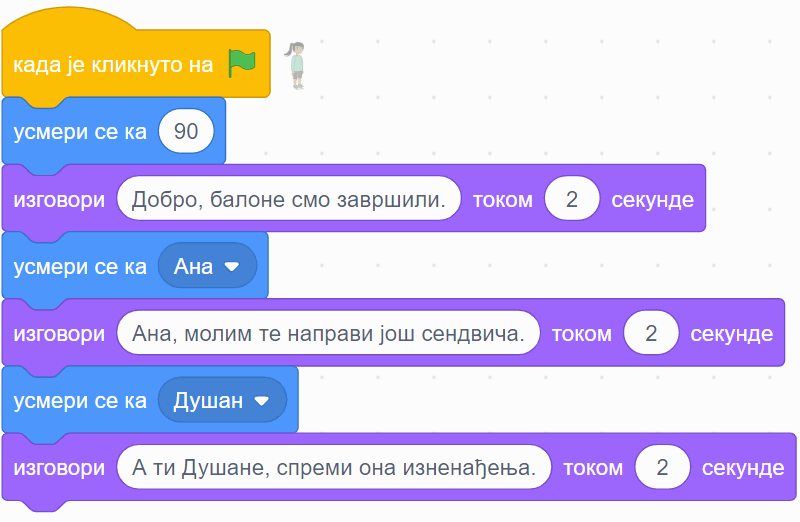 када је кликнуто на
усмери се ка 90
изговори Добро, балоне смо завршили. током 2 секунде
усмери се ка Ана
изговори Ана, молим те направи још сендвича. током 2 секунде
усмери се ка Душан
изговори А ти Душане, спреми она изненађења. током 2 секунде